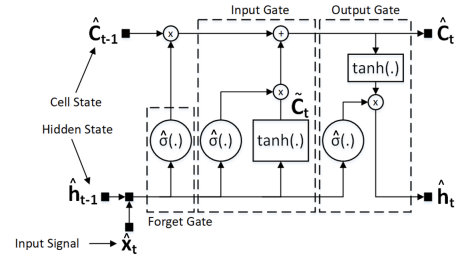 Input Gate
Output Gate
Ĉt-1
x
+
Ĉt
tanh(.)
Cell State
x
C̃t
x
Hidden State
σ̂(.)
σ̂(.)
tanh(.)
σ̂(.)
ĥt-1
ĥt
Forget Gate
Input Signal
x̂t